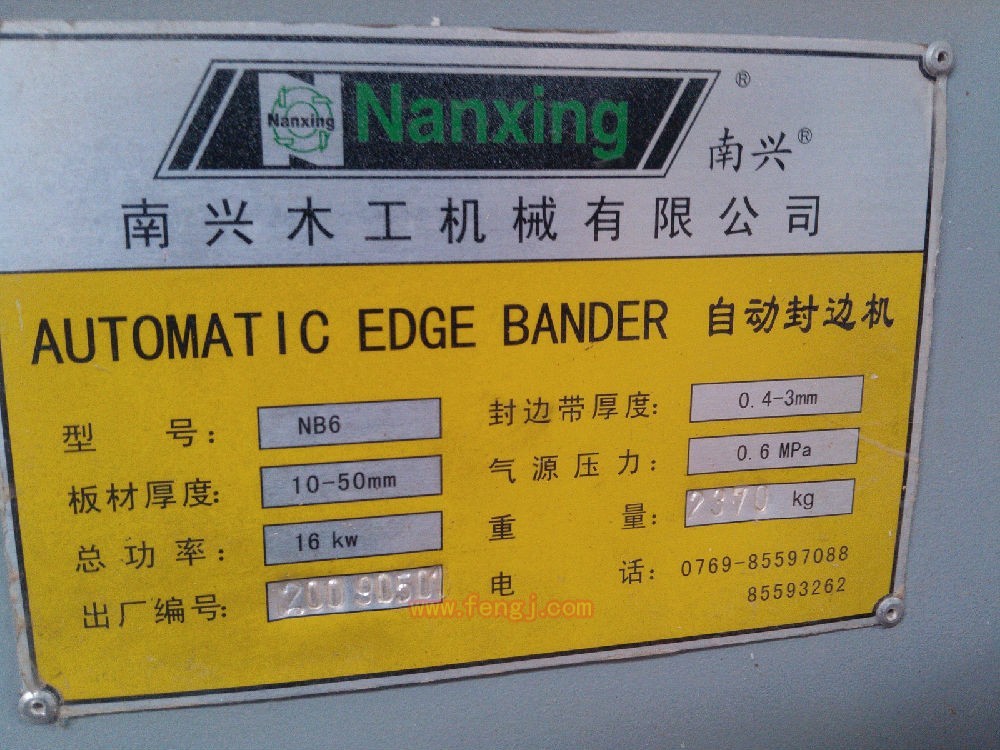 Nanxing
Nanxing ®
南兴®
南兴木工机械有限公司
AUTOMATIC EDGE BANDER 自动封边机
型 号: NB6
封边带厚度: 0.4-3mm
板材厚度: 10-50mm
气源压力: 0.6 MPa
总功率: 16 kw
重 量: 2370 kg
出厂编号: 20090501
电 话: 0769-85597088
85593262
www.fengj.com